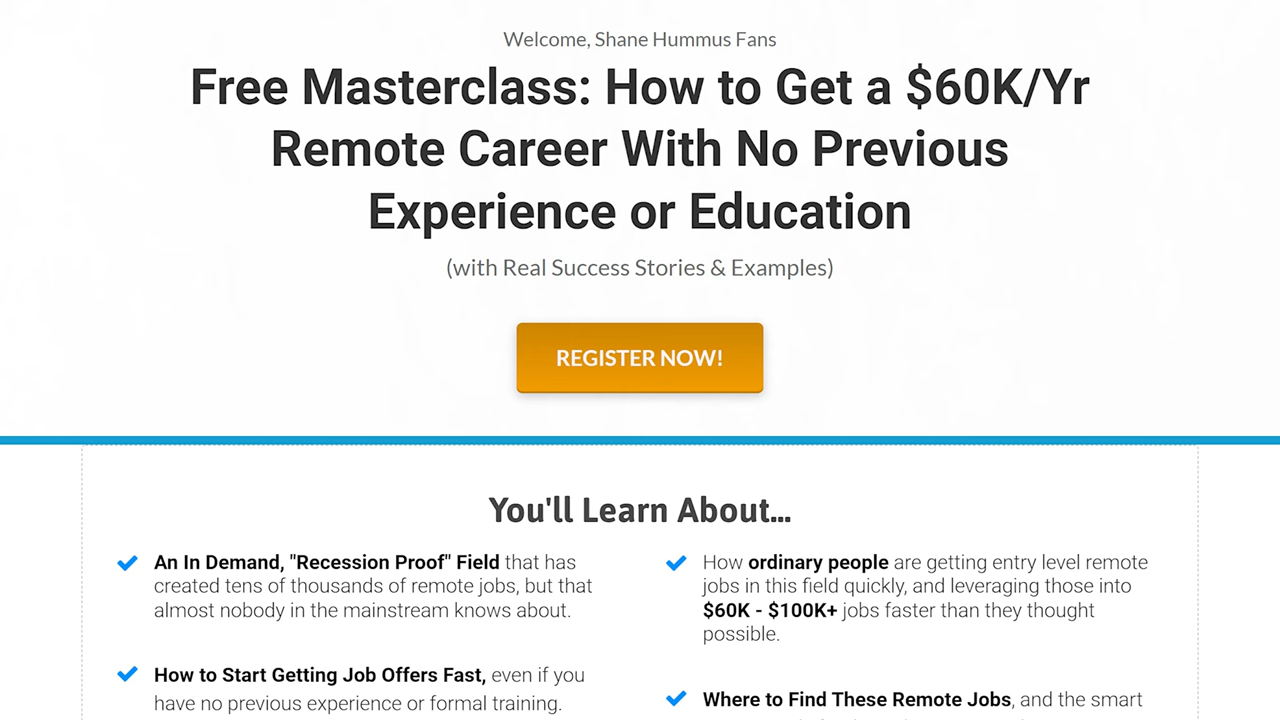 Welcome, Shane Hummus Fans
Free Masterclass: How to Get a $60K/Yr
Remote Career With No Previous
Experience or Education
(with Real Success Stories & Examples)
REGISTER NOW!
You'll Learn About...
An In Demand, "Recession Proof" Field that has
created tens of thousands of remote jobs, but that
almost nobody in the mainstream knows about.
How to Start Getting Job Offers Fast, even if you
have no previous experience or formal training.
How ordinary people are getting entry level remote
jobs in this field quickly, and leveraging those into
$60K - $100K+ jobs faster than they thought
possible.
Where to Find These Remote Jobs, and the smart